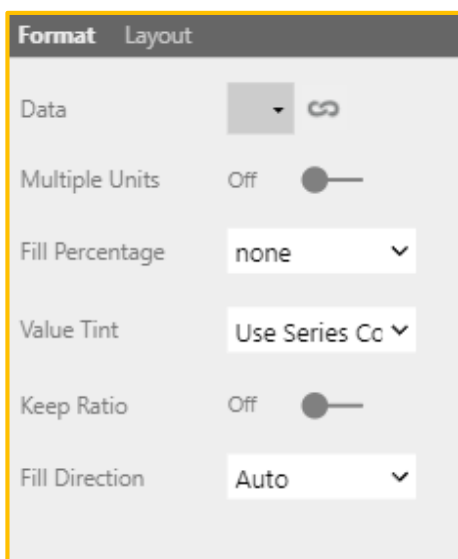 Format Layout
Data
Multiple Units Off
Fill Percentage none
Value Tint Use Series Co
Keep Ratio Off
Fill Direction Auto